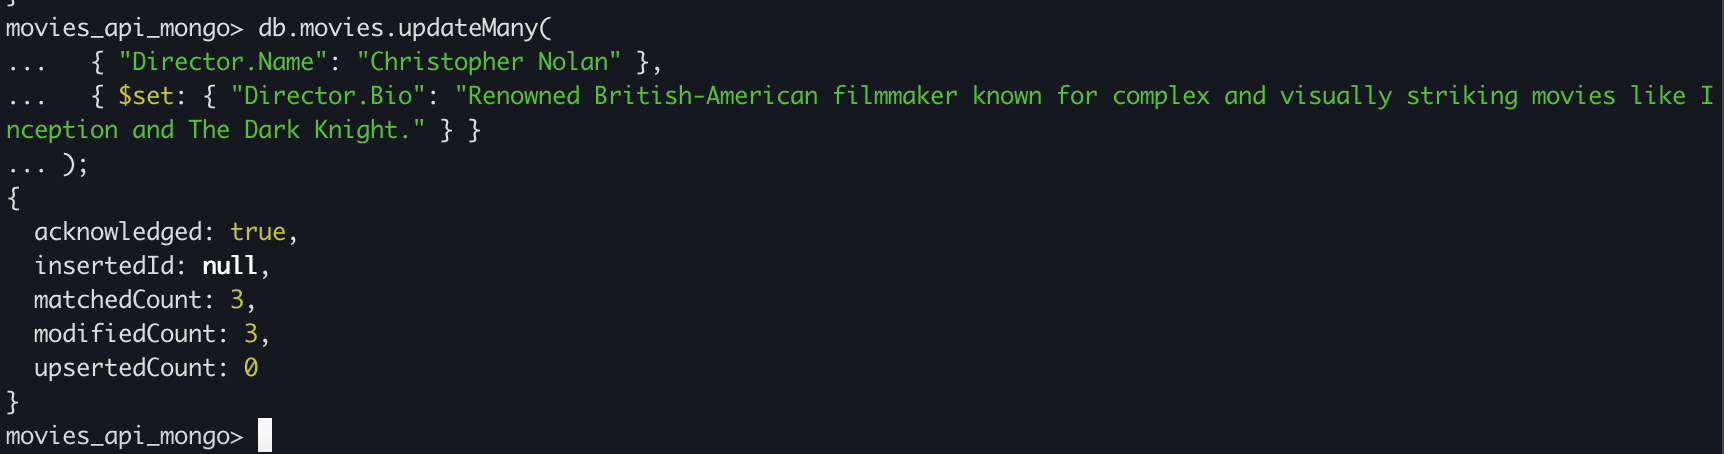 movies_api_mongo> db.movies.updateMany(
...   { "Director.Name": "Christopher Nolan" },
...   { $set: { "Director.Bio": "Renowned British-American filmmaker known for complex and visually striking movies like I
nception and The Dark Knight." } }
... );
{
  acknowledged: true,
  insertedId: null,
  matchedCount: 3,
  modifiedCount: 3,
  upsertedCount: 0
}
movies_api_mongo>